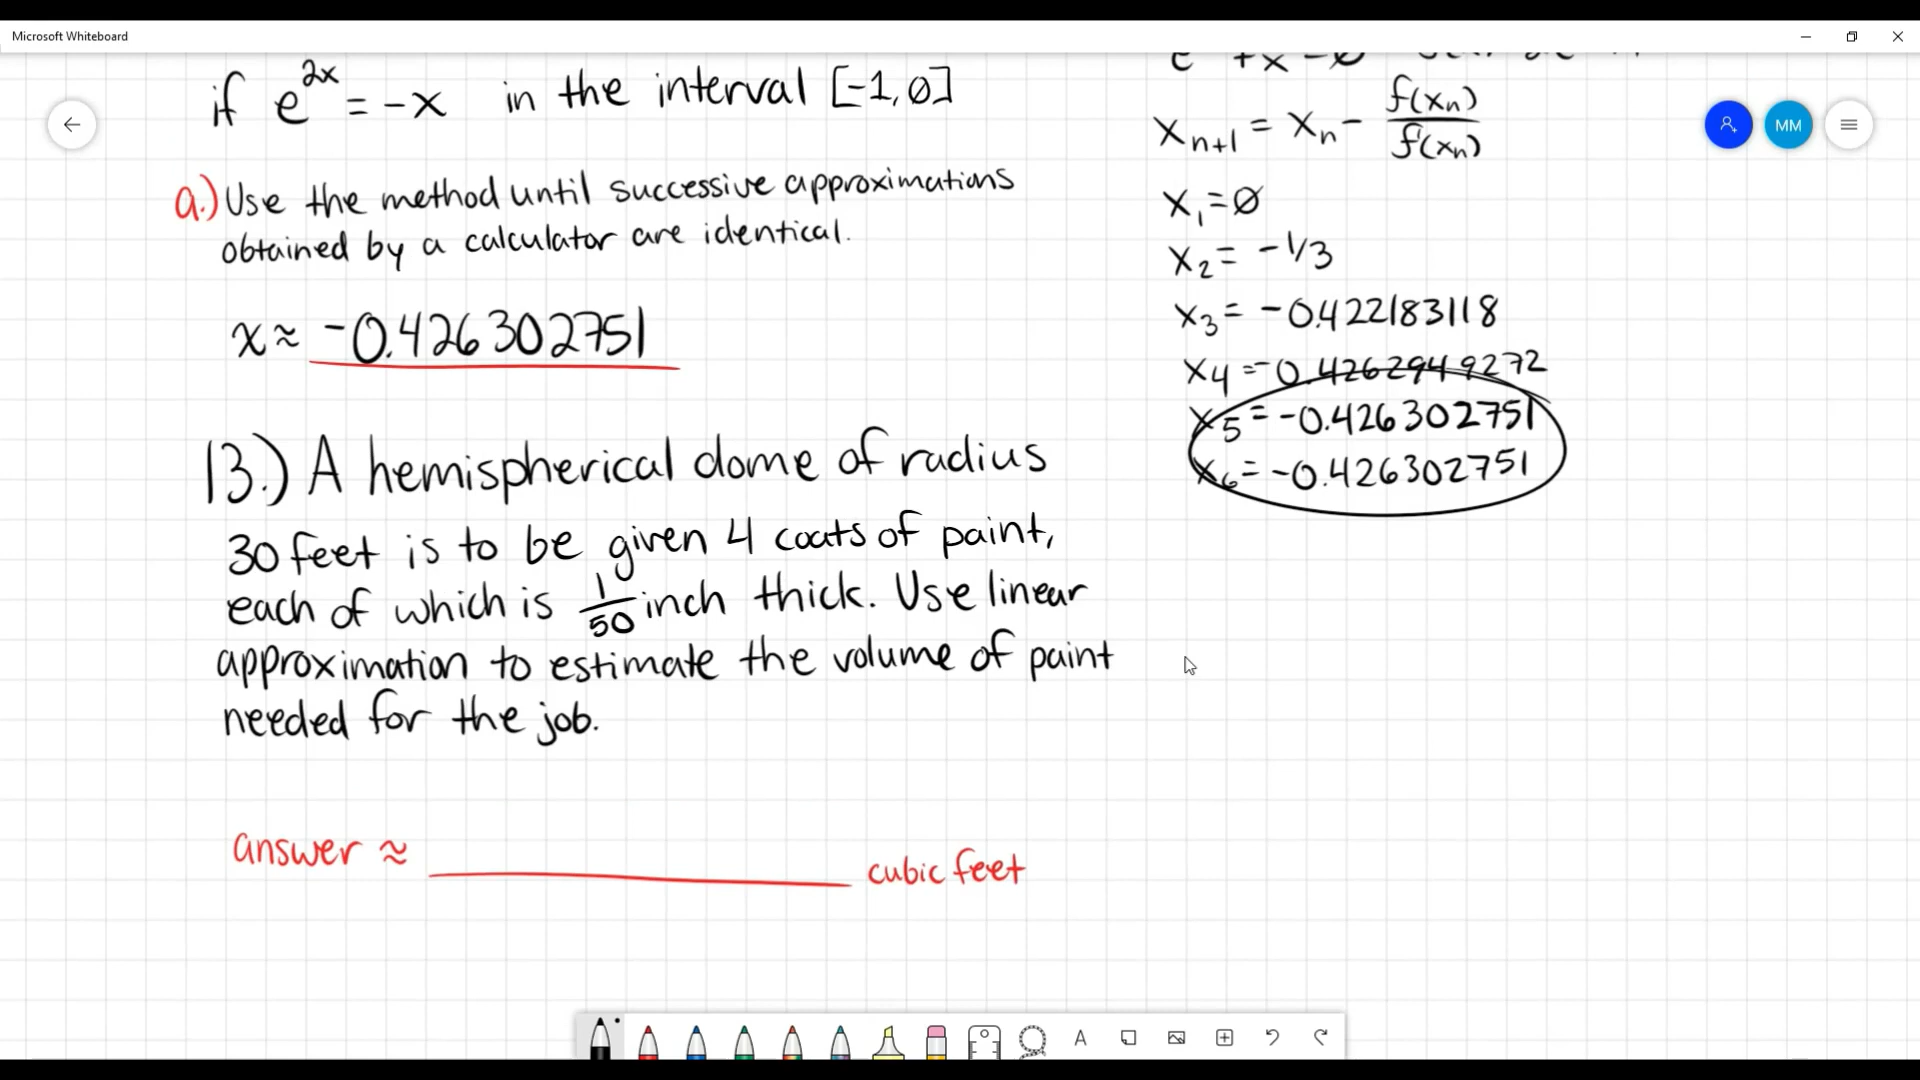 Microsoft Whiteboard
if e^{2x} = -x in the interval [-1, 0]
a.) Use the method until successive approximations
obtained by a calculator are identical.
x ≈ -0.426302751
13.) A hemispherical dome of radius
30 feet is to be given 4 coats of paint,
each of which is 1/50 inch thick. Use linear
approximation to estimate the volume of paint
needed for the job.
answer ≈ cubic feet
x_{n+1} = x_n - f(x_n)/f'(x_n)
x_1 = 0
x_2 = -1/3
x_3 = -0.422183118
x_4 = -0.4262949272
x_5 = -0.426302751
x_6 = -0.426302751
MM
A